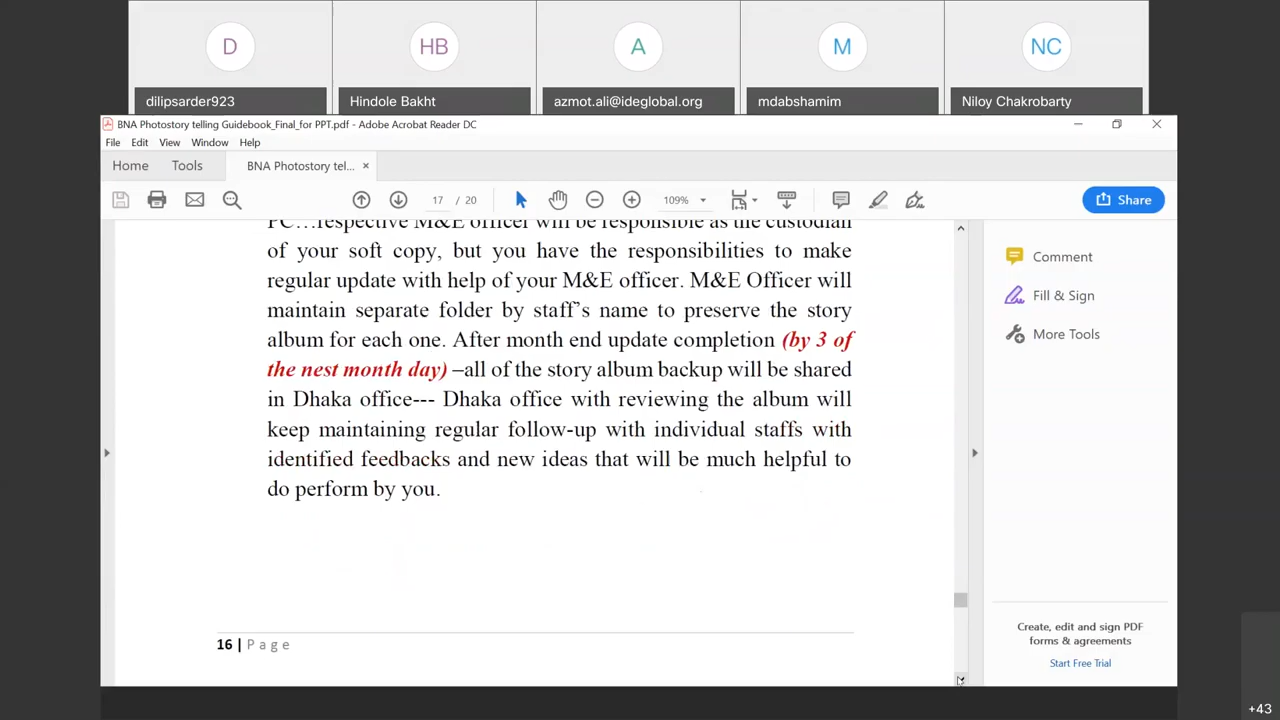 D
HB
A
M
NC
dilipsarder923
Hindole Bakht
azmot.ali@ideglobal.org
mdabshamim
Niloy Chakrobarty
BNA Photostory telling Guidebook_Final_for PPT.pdf - Adobe Acrobat Reader DC
File Edit View Window Help
Home Tools BNA Photostory tel... ×
17 / 20 109% Share
PC…respective M&E officer will be responsible as the custodian
of your soft copy, but you have the responsibilities to make
regular update with help of your M&E officer. M&E Officer will
maintain separate folder by staff’s name to preserve the story
album for each one. After month end update completion (by 3 of
the nest month day) –all of the story album backup will be shared
in Dhaka office--- Dhaka office with reviewing the album will
keep maintaining regular follow-up with individual staffs with
identified feedbacks and new ideas that will be much helpful to
do perform by you.
16 | Page
Comment
Fill & Sign
More Tools
Create, edit and sign PDF
forms & agreements
Start Free Trial
+43